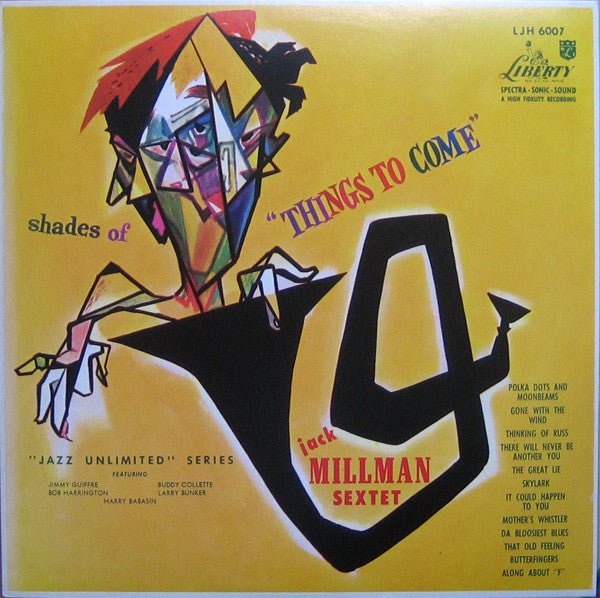 LJH 6007
LIBERTY
SPECTRA-SONIC-SOUND
A HIGH FIDELITY RECORDING
shades of "THINGS TO COME"
jack
MILLMAN
SEXTET
"JAZZ UNLIMITED" SERIES
FEATURING
JIMMY GUIFFRE BUDDY COLLETTE
BOB HARRINGTON LARRY BUNKER
HARRY BABASIN
POLKA DOTS AND
MOONBEAMS
GONE WITH THE
WIND
THINKING OF RUSS
THERE WILL NEVER BE
ANOTHER YOU
THE GREAT LIE
SKYLARK
IT COULD HAPPEN
TO YOU
MOTHER'S WHISTLER
DA BLOOSIEST BLUES
THAT OLD FEELING
BUTTERFINGERS
ALONG ABOUT "F"